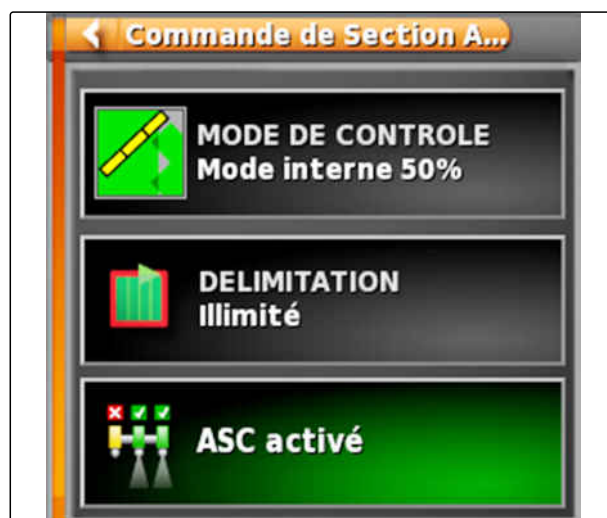 Commande de Section A...
MODE DE CONTROLE
Mode interne 50%
DELIMITATION
Illimité
ASC activé